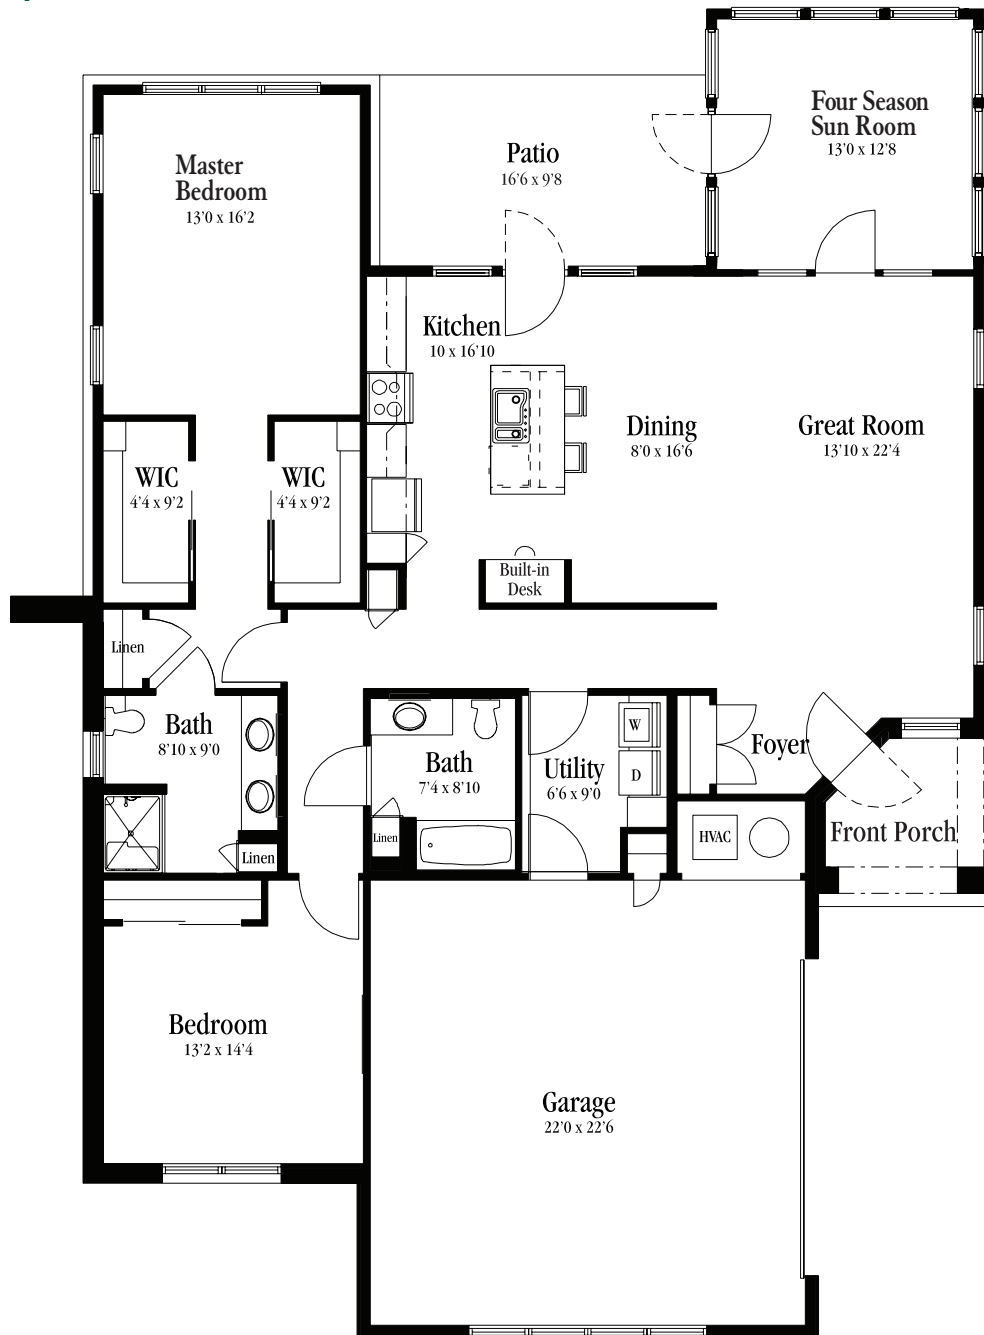 Four Season
Sun Room
13'0 x 12'8
Patio
16'6 x 9'8
Master
Bedroom
13'0 x 16'2
Kitchen
10 x 16'10
Dining
8'0 x 16'6
Great Room
13'10 x 22'4
WIC
4'4 x 9'2
WIC
4'4 x 9'2
Built-in
Desk
Linen
Bath
8'10 x 9'0
Bath
7'4 x 8'10
Utility
6'6 x 9'0
W
D
Foyer
Front Porch
HVAC
Linen
Linen
Bedroom
13'2 x 14'4
Garage
22'0 x 22'6